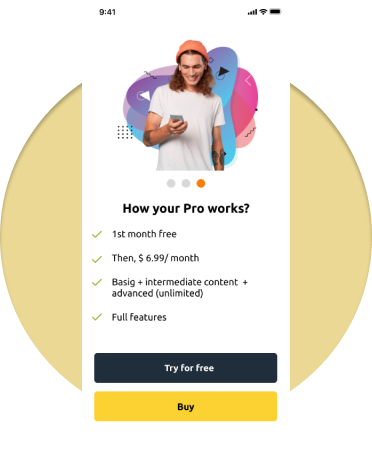 9:41
How your Pro works?
1st month free
Then, $ 6.99/ month
Basig + intermediate content +
advanced (unlimited)
Full features
Try for free
Buy